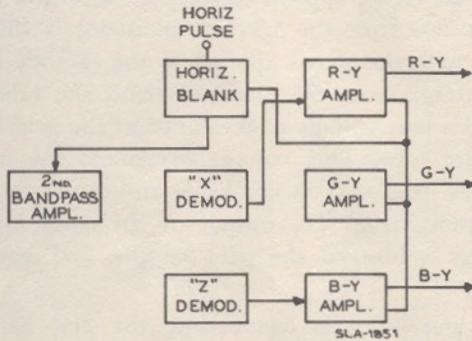 HORIZ
PULSE
HORIZ.
BLANK
R-Y
AMPL.
R-Y
2ND.
BANDPASS
AMPL.
"X"
DEMOD.
G-Y
AMPL.
G-Y
"Z"
DEMOD.
B-Y
AMPL.
B-Y
SLA-1851